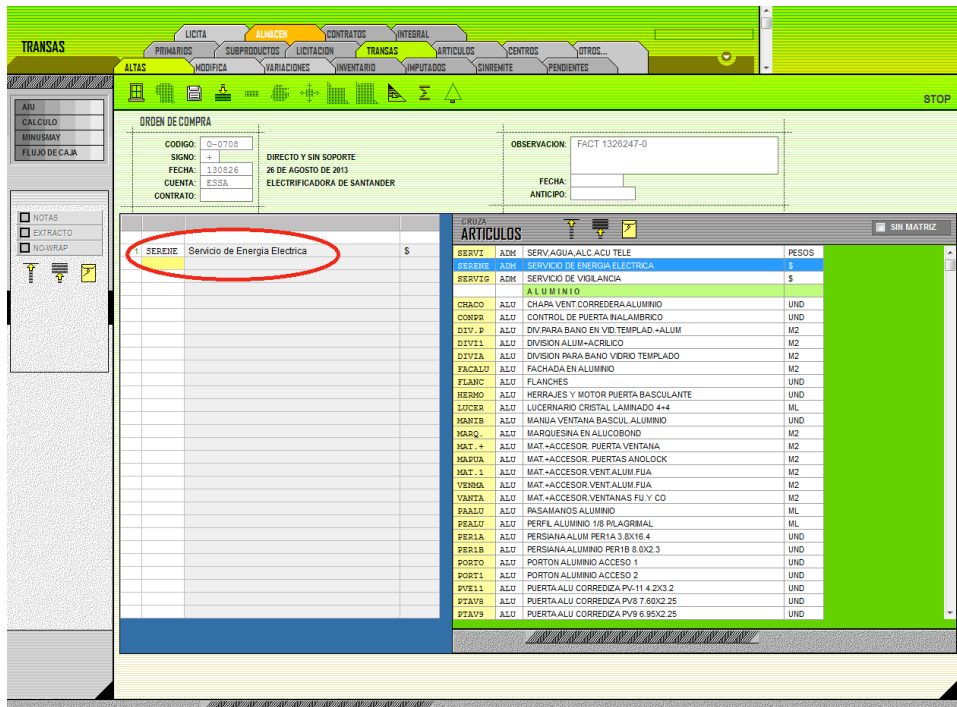 LICITA ALMACEN CONTRATOS INTEGRAL
TRANSAS
PRIMARIOS SUBPRODUCTOS LICITACION TRANSAS ARTICULOS CENTROS OTROS...
ALTAS MODIFICA VARIACIONES INVENTARIO IMPUTADOS SINREMITE PENDIENTES
STOP
AIU
CALCULO
MINUSMAY
FLUJO DE CAJA
NOTAS
EXTRACTO
NO-WRAP
ORDEN DE COMPRA
CODIGO: O-0708
SIGNO: + DIRECTO Y SIN SOPORTE
FECHA: 130826 26 DE AGOSTO DE 2013
CUENTA: ESSA ELECTRIFICADORA DE SANTANDER
CONTRATO:
OBSERVACION: FACT 1326247-0
FECHA:
ANTICIPO:
1 SERENE Servicio de Energia Electrica $
CRUZA
ARTICULOS
SIN MATRIZ
SERVI ADM SERV,AGUA,ALC.ACU TELE PESOS
SERENE ADM SERVICIO DE ENERGIA ELECTRICA $
SERVIG ADM SERVICIO DE VIGILANCIA $
A L U M I N I O
CHACO ALU CHAPA VENT.CORREDERA ALUMINIO UND
CONPR ALU CONTROL DE PUERTA INALAMBRICO UND
DIV.P ALU DIV.PARA BANO EN VID.TEMPLAD.+ALUM M2
DIVI1 ALU DIVISION ALUM+ACRILICO M2
DIVIA ALU DIVISION PARA BANO VIDRIO TEMPLADO M2
FACALU ALU FACHADA EN ALUMINIO M2
FLANC ALU FLANCHES UND
HERMO ALU HERRAJES Y MOTOR PUERTA BASCULANTE UND
LUCER ALU LUCERNARIO CRISTAL LAMINADO 4+4 ML
MANIB ALU MANIJA VENTANA BASCUL.ALUMINIO UND
MARQ. ALU MARQUESINA EN ALUCOBOND M2
MAT.+ ALU MAT.+ACCESOR. PUERTA VENTANA M2
MAPUA ALU MAT.+ACCESOR. PUERTAS ANOLOCK M2
MAT.1 ALU MAT.+ACCESOR.VENT.ALUM.FIJA M2
VENMA ALU MAT.+ACCESOR.VENT.ALUM.FIJA M2
VANTA ALU MAT.+ACCESOR.VENTANAS FIJ.Y CO M2
PAALU ALU PASAMANOS ALUMINIO ML
PEALU ALU PERFIL ALUMINIO 1/8 P/LAGRIMAL ML
PER1A ALU PERSIANA ALUM PER1A 3.8X16.4 UND
PER1B ALU PERSIANA ALUMINIO PER1B 8.0X2.3 UND
PORTO ALU PORTON ALUMINIO ACCESO 1 UND
PORT1 ALU PORTON ALUMINIO ACCESO 2 UND
PVE11 ALU PUERTA ALU CORREDIZA PV-11 4.2X3.2 UND
PTAV8 ALU PUERTA ALU CORREDIZA PV8 7.60X2.25 UND
PTAV9 ALU PUERTA ALU CORREDIZA PV9 6.95X2.25 UND